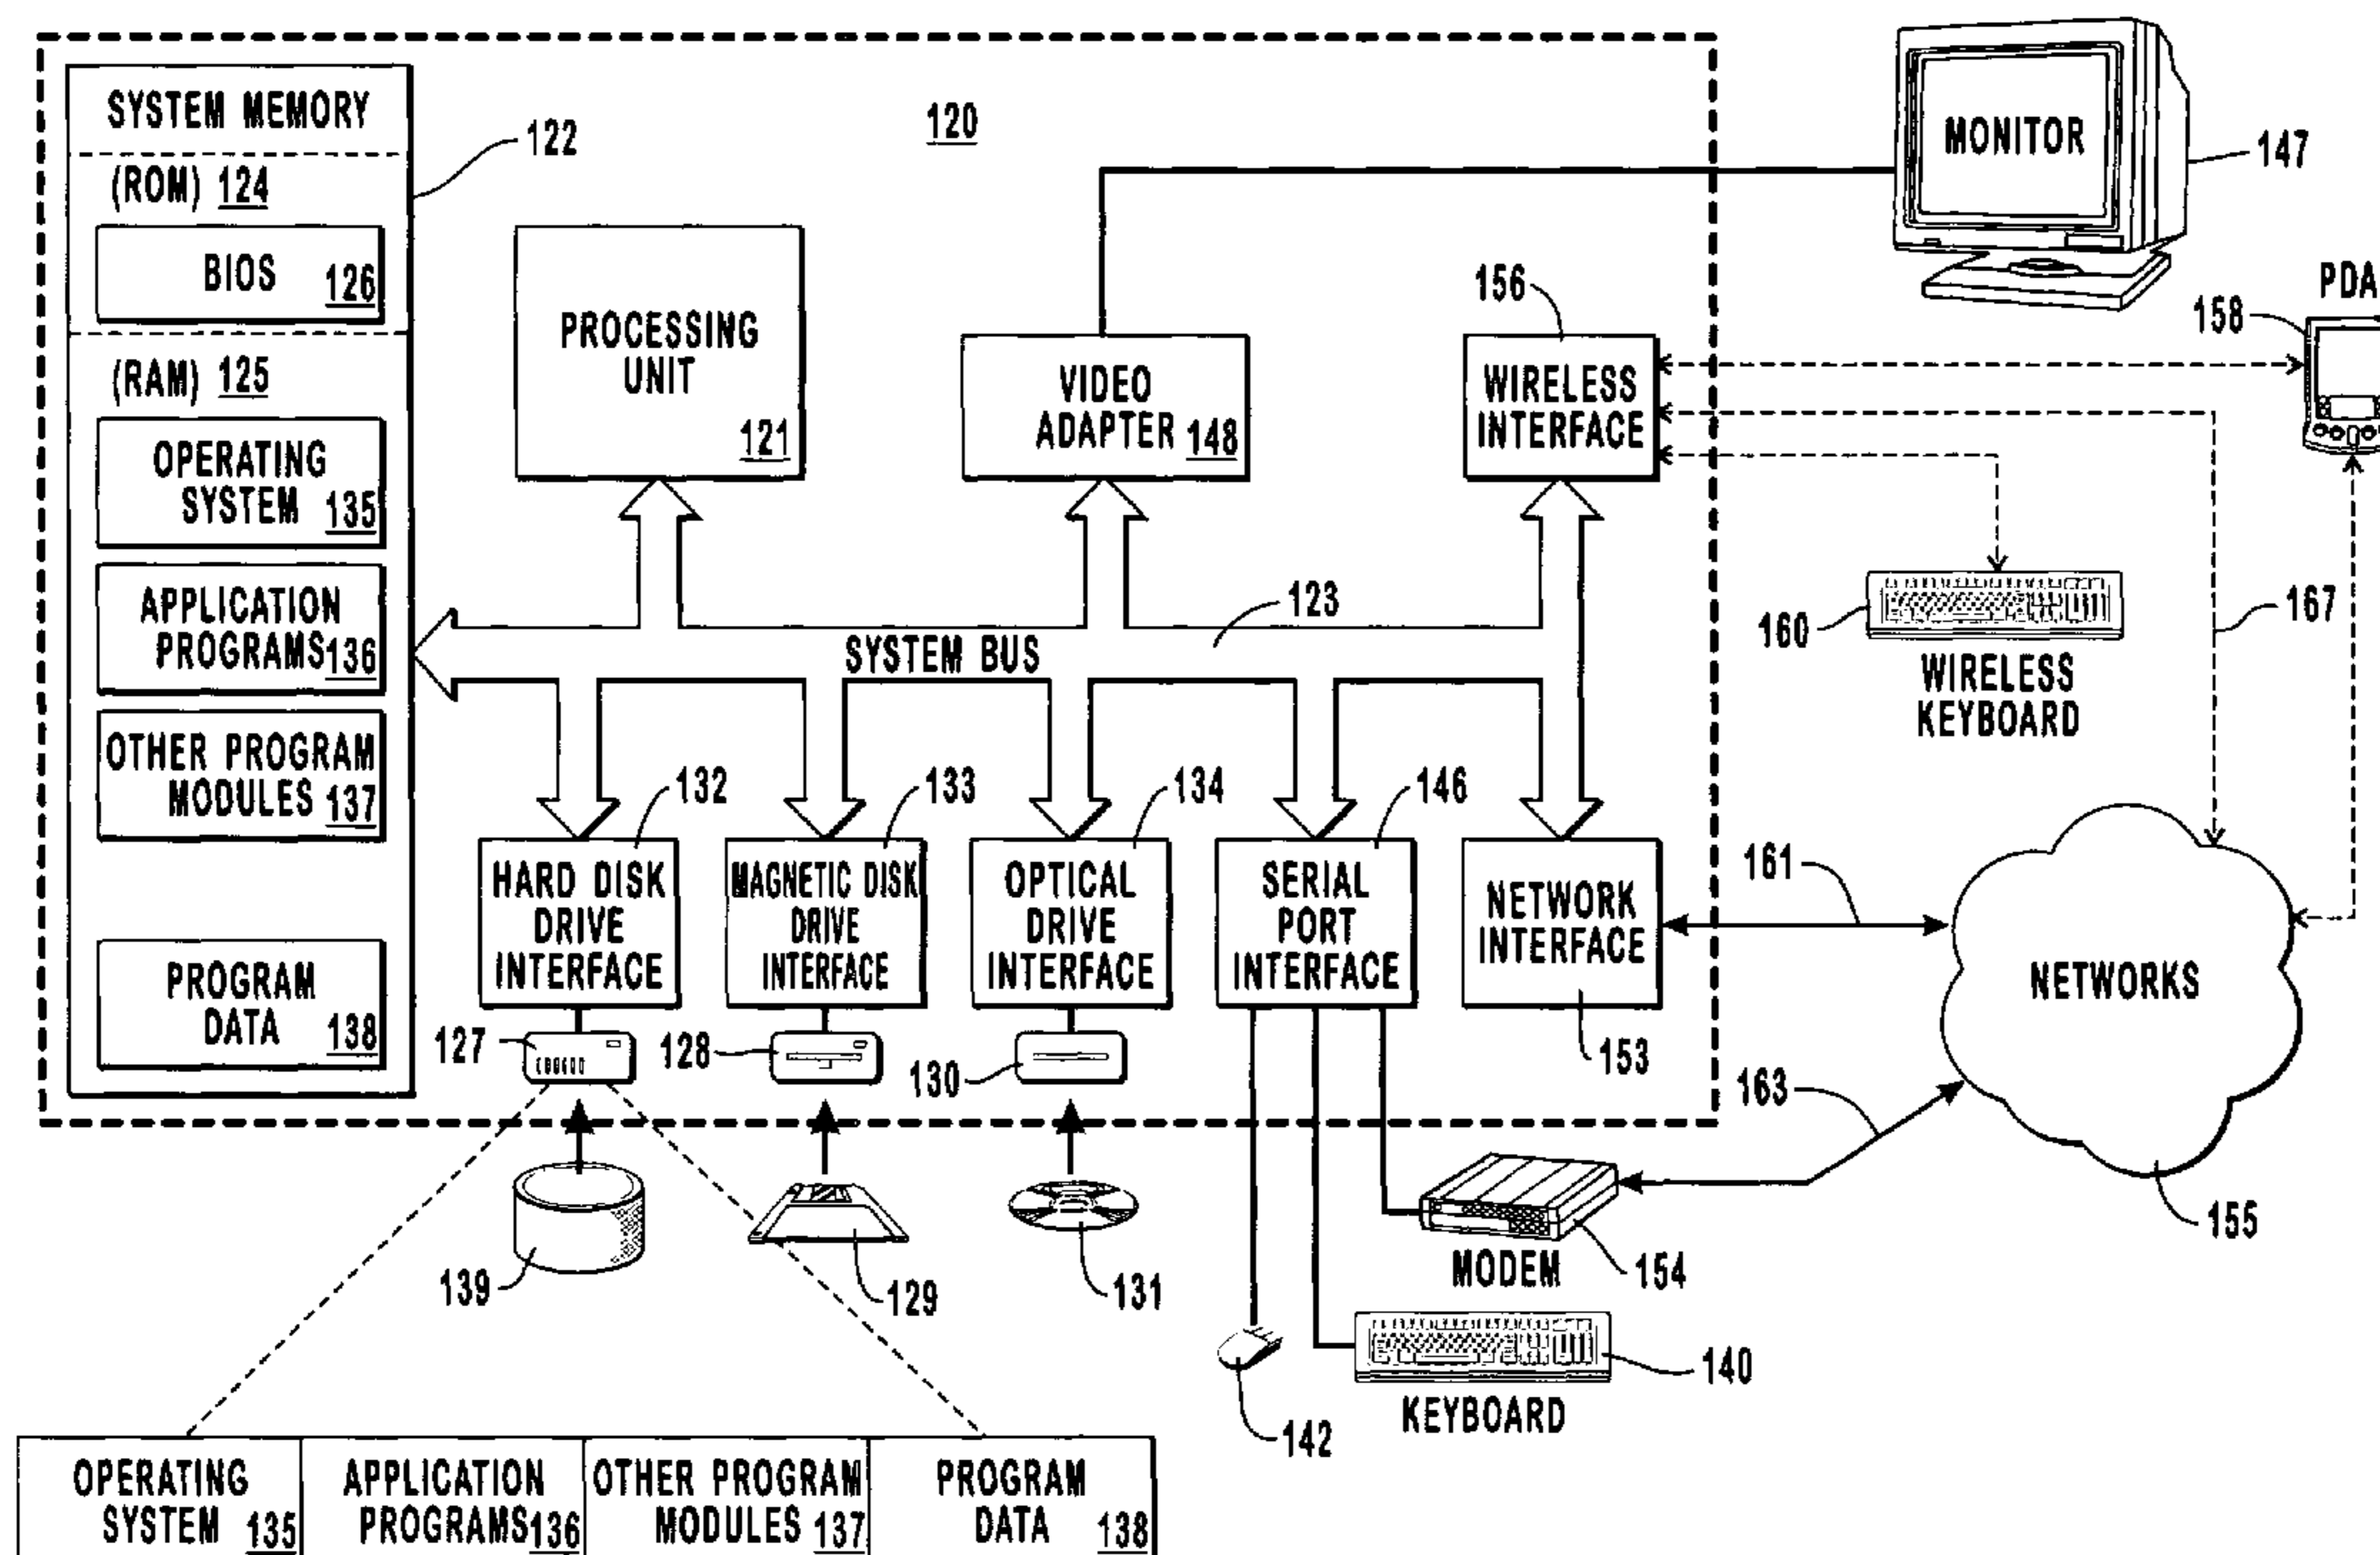 SYSTEM MEMORY
(ROM) 124
BIOS 126
(RAM) 125
OPERATING
SYSTEM 135
APPLICATION
PROGRAMS 136
OTHER PROGRAM
MODULES 137
PROGRAM
DATA 138
122
120
PROCESSING
UNIT
121
VIDEO
ADAPTER 148
156
WIRELESS
INTERFACE
MONITOR
147
PDA
158
123
SYSTEM BUS
160
WIRELESS
KEYBOARD
167
132
HARD DISK
DRIVE
INTERFACE
133
MAGNETIC DISK
DRIVE
INTERFACE
134
OPTICAL
DRIVE
INTERFACE
146
SERIAL
PORT
INTERFACE
NETWORK
INTERFACE
153
161
NETWORKS
155
163
127
128
130
139
129
131
MODEM
154
142
140
KEYBOARD
OPERATING
SYSTEM 135
APPLICATION
PROGRAMS 136
OTHER PROGRAM
MODULES 137
PROGRAM
DATA 138